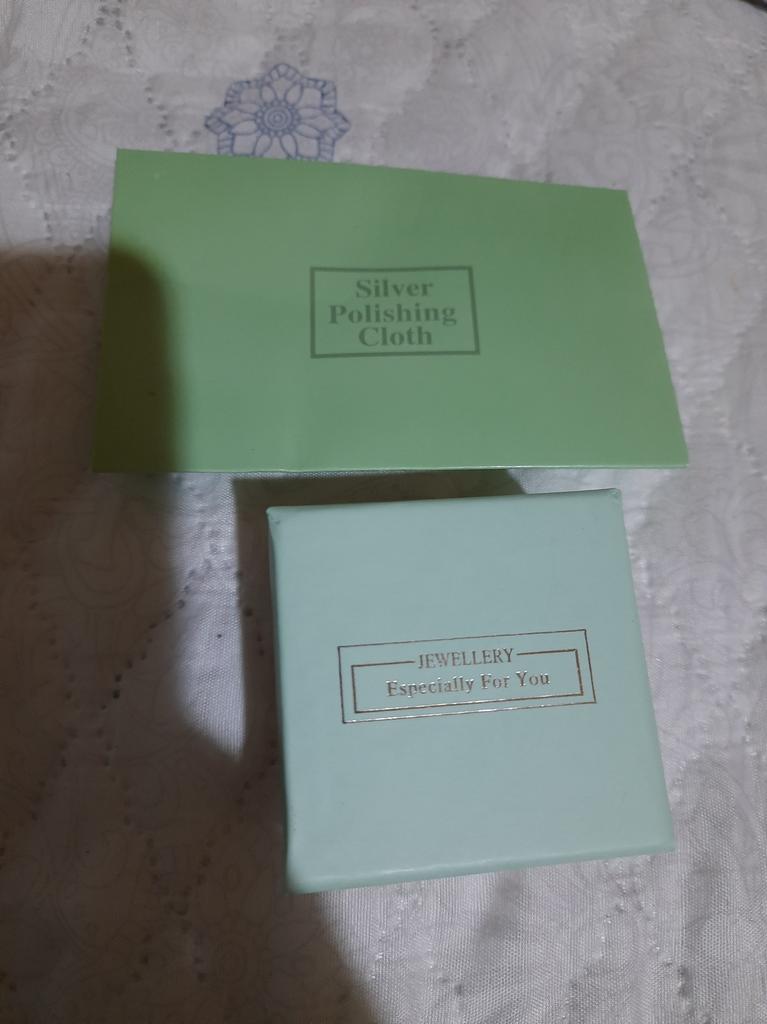 Silver
Polishing
Cloth
JEWELLERY
Especially For You